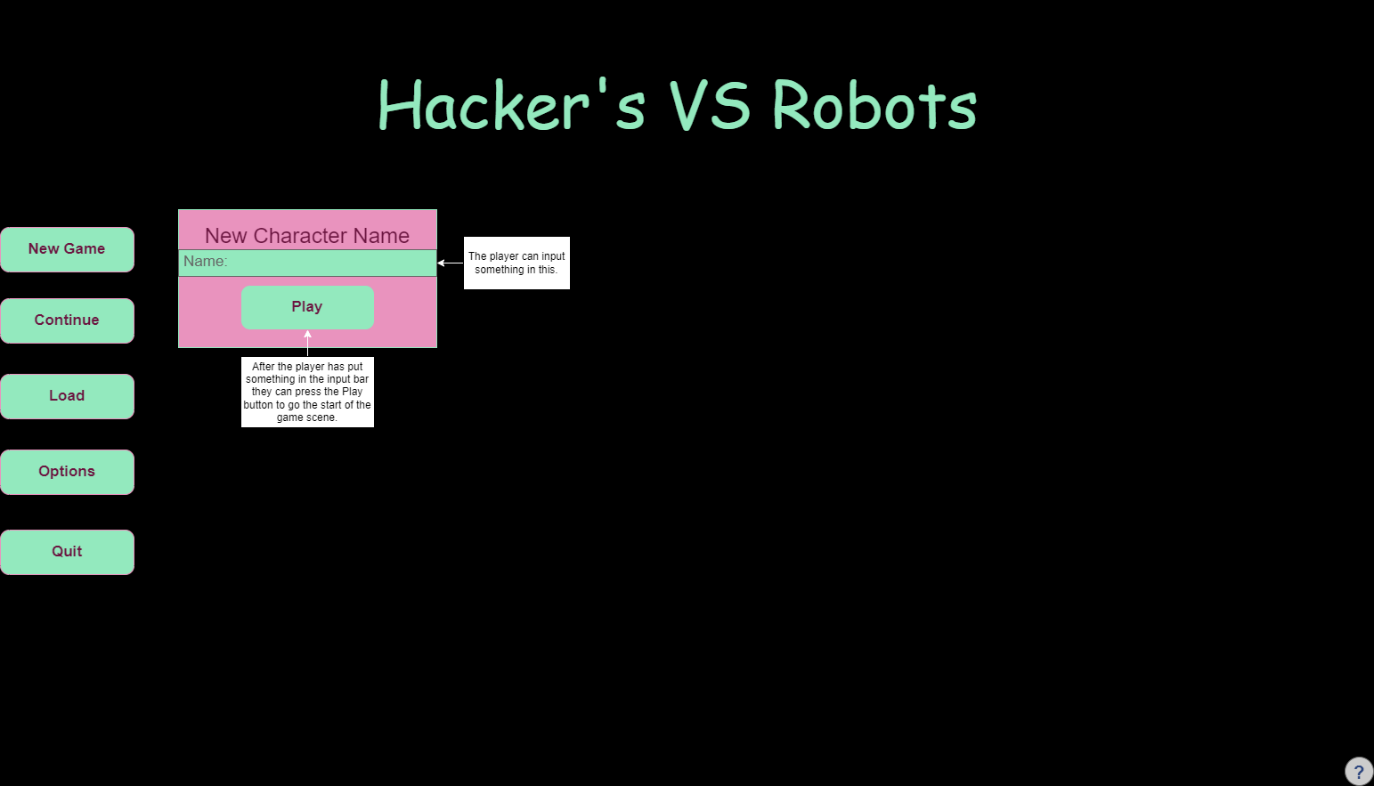 Hacker's VS Robots
New Game
Continue
Load
Options
Quit
New Character Name
Name:
Play
The player can input
something in this.
After the player has put
something in the input bar
they can press the Play
button to go the start of the
game scene.
?